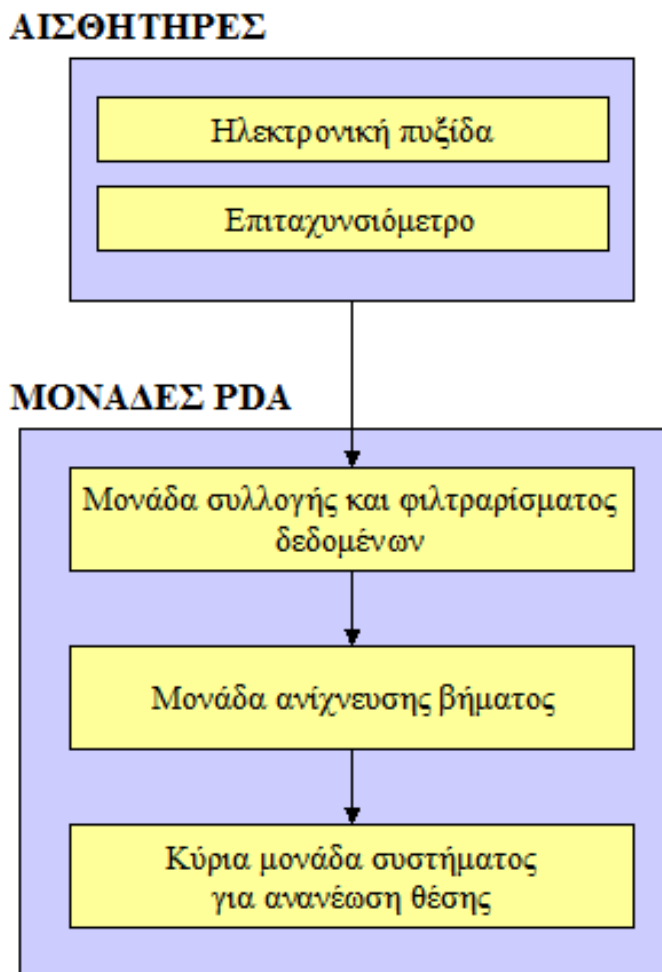 ΑΙΣΘΗΤΗΡΕΣ
Ηλεκτρονική πυξίδα
Επιταχυνσιόμετρο
ΜΟΝΑΔΕΣ PDA
Μονάδα συλλογής και φιλτραρίσματος
δεδομένων
Μονάδα ανίχνευσης βήματος
Κύρια μονάδα συστήματος
για ανανέωση θέσης